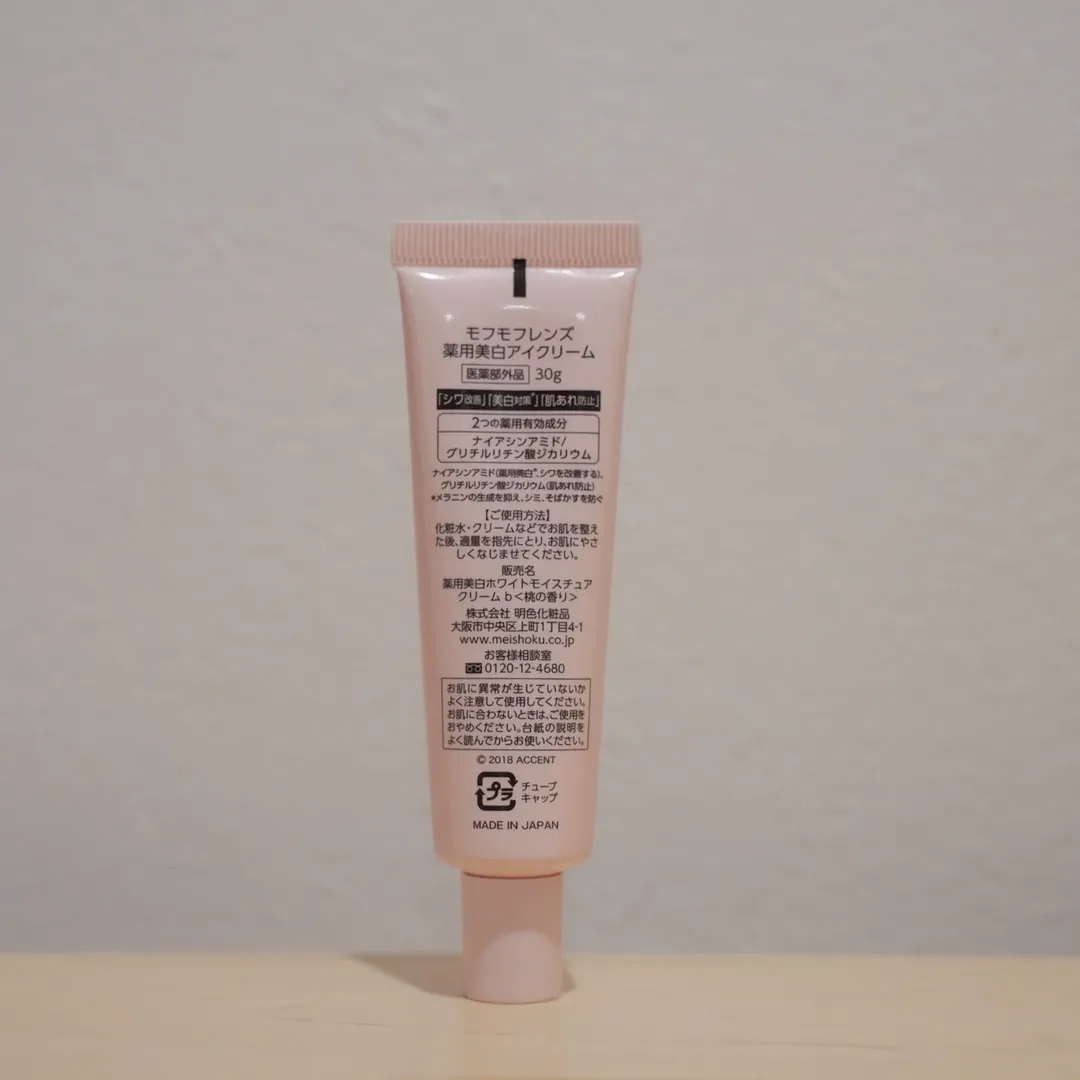 モフモフレンズ
薬用美白アイクリーム
医薬部外品 30g
「シワ改善」「美白対策*」「肌あれ防止」
2つの薬用有効成分
ナイアシンアミド/
グリチルリチン酸ジカリウム
ナイアシンアミド(薬用美白*、シワを改善する)、
グリチルリチン酸ジカリウム(肌あれ防止)
*メラニンの生成を抑え、シミ、そばかすを防ぐ
【ご使用方法】
化粧水・クリームなどでお肌を整え
た後、適量を指先にとり、お肌にやさ
しくなじませてください。
販売名
薬用美白ホワイトモイスチュア
クリーム b<桃の香り>
株式会社 明色化粧品
大阪市中央区上町1丁目4-1
www.meishoku.co.jp
お客様相談室
0120-12-4680
お肌に異常が生じていないか
よく注意して使用してください。
お肌に合わないときは、ご使用を
おやめください。台紙の説明を
よく読んでからお使いください。
© 2018 ACCENT
プラ チューブ
キャップ
MADE IN JAPAN